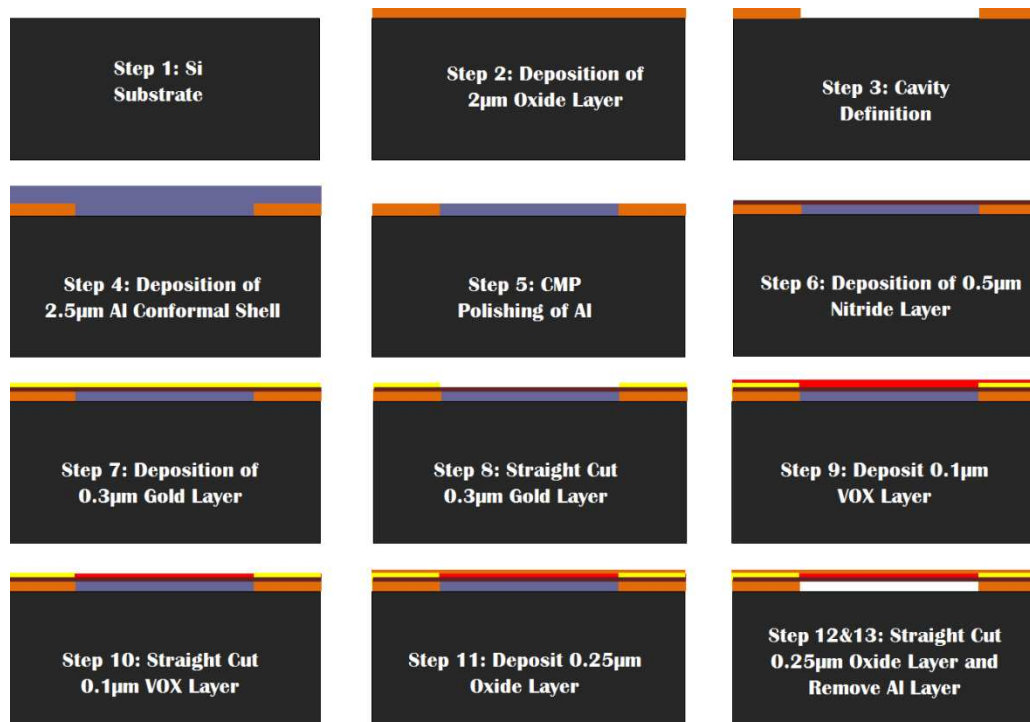 Step 1: Si
Substrate
Step 2: Deposition of
2µm Oxide Layer
Step 3: Cavity
Definition
Step 4: Deposition of
2.5µm Al Conformal Shell
Step 5: CMP
Polishing of Al
Step 6: Deposition of 0.5µm
Nitride Layer
Step 7: Deposition of
0.3µm Gold Layer
Step 8: Straight Cut
0.3µm Gold Layer
Step 9: Deposit 0.1µm
VOX Layer
Step 10: Straight Cut
0.1µm VOX Layer
Step 11: Deposit 0.25µm
Oxide Layer
Step 12&13: Straight Cut
0.25µm Oxide Layer and
Remove Al Layer